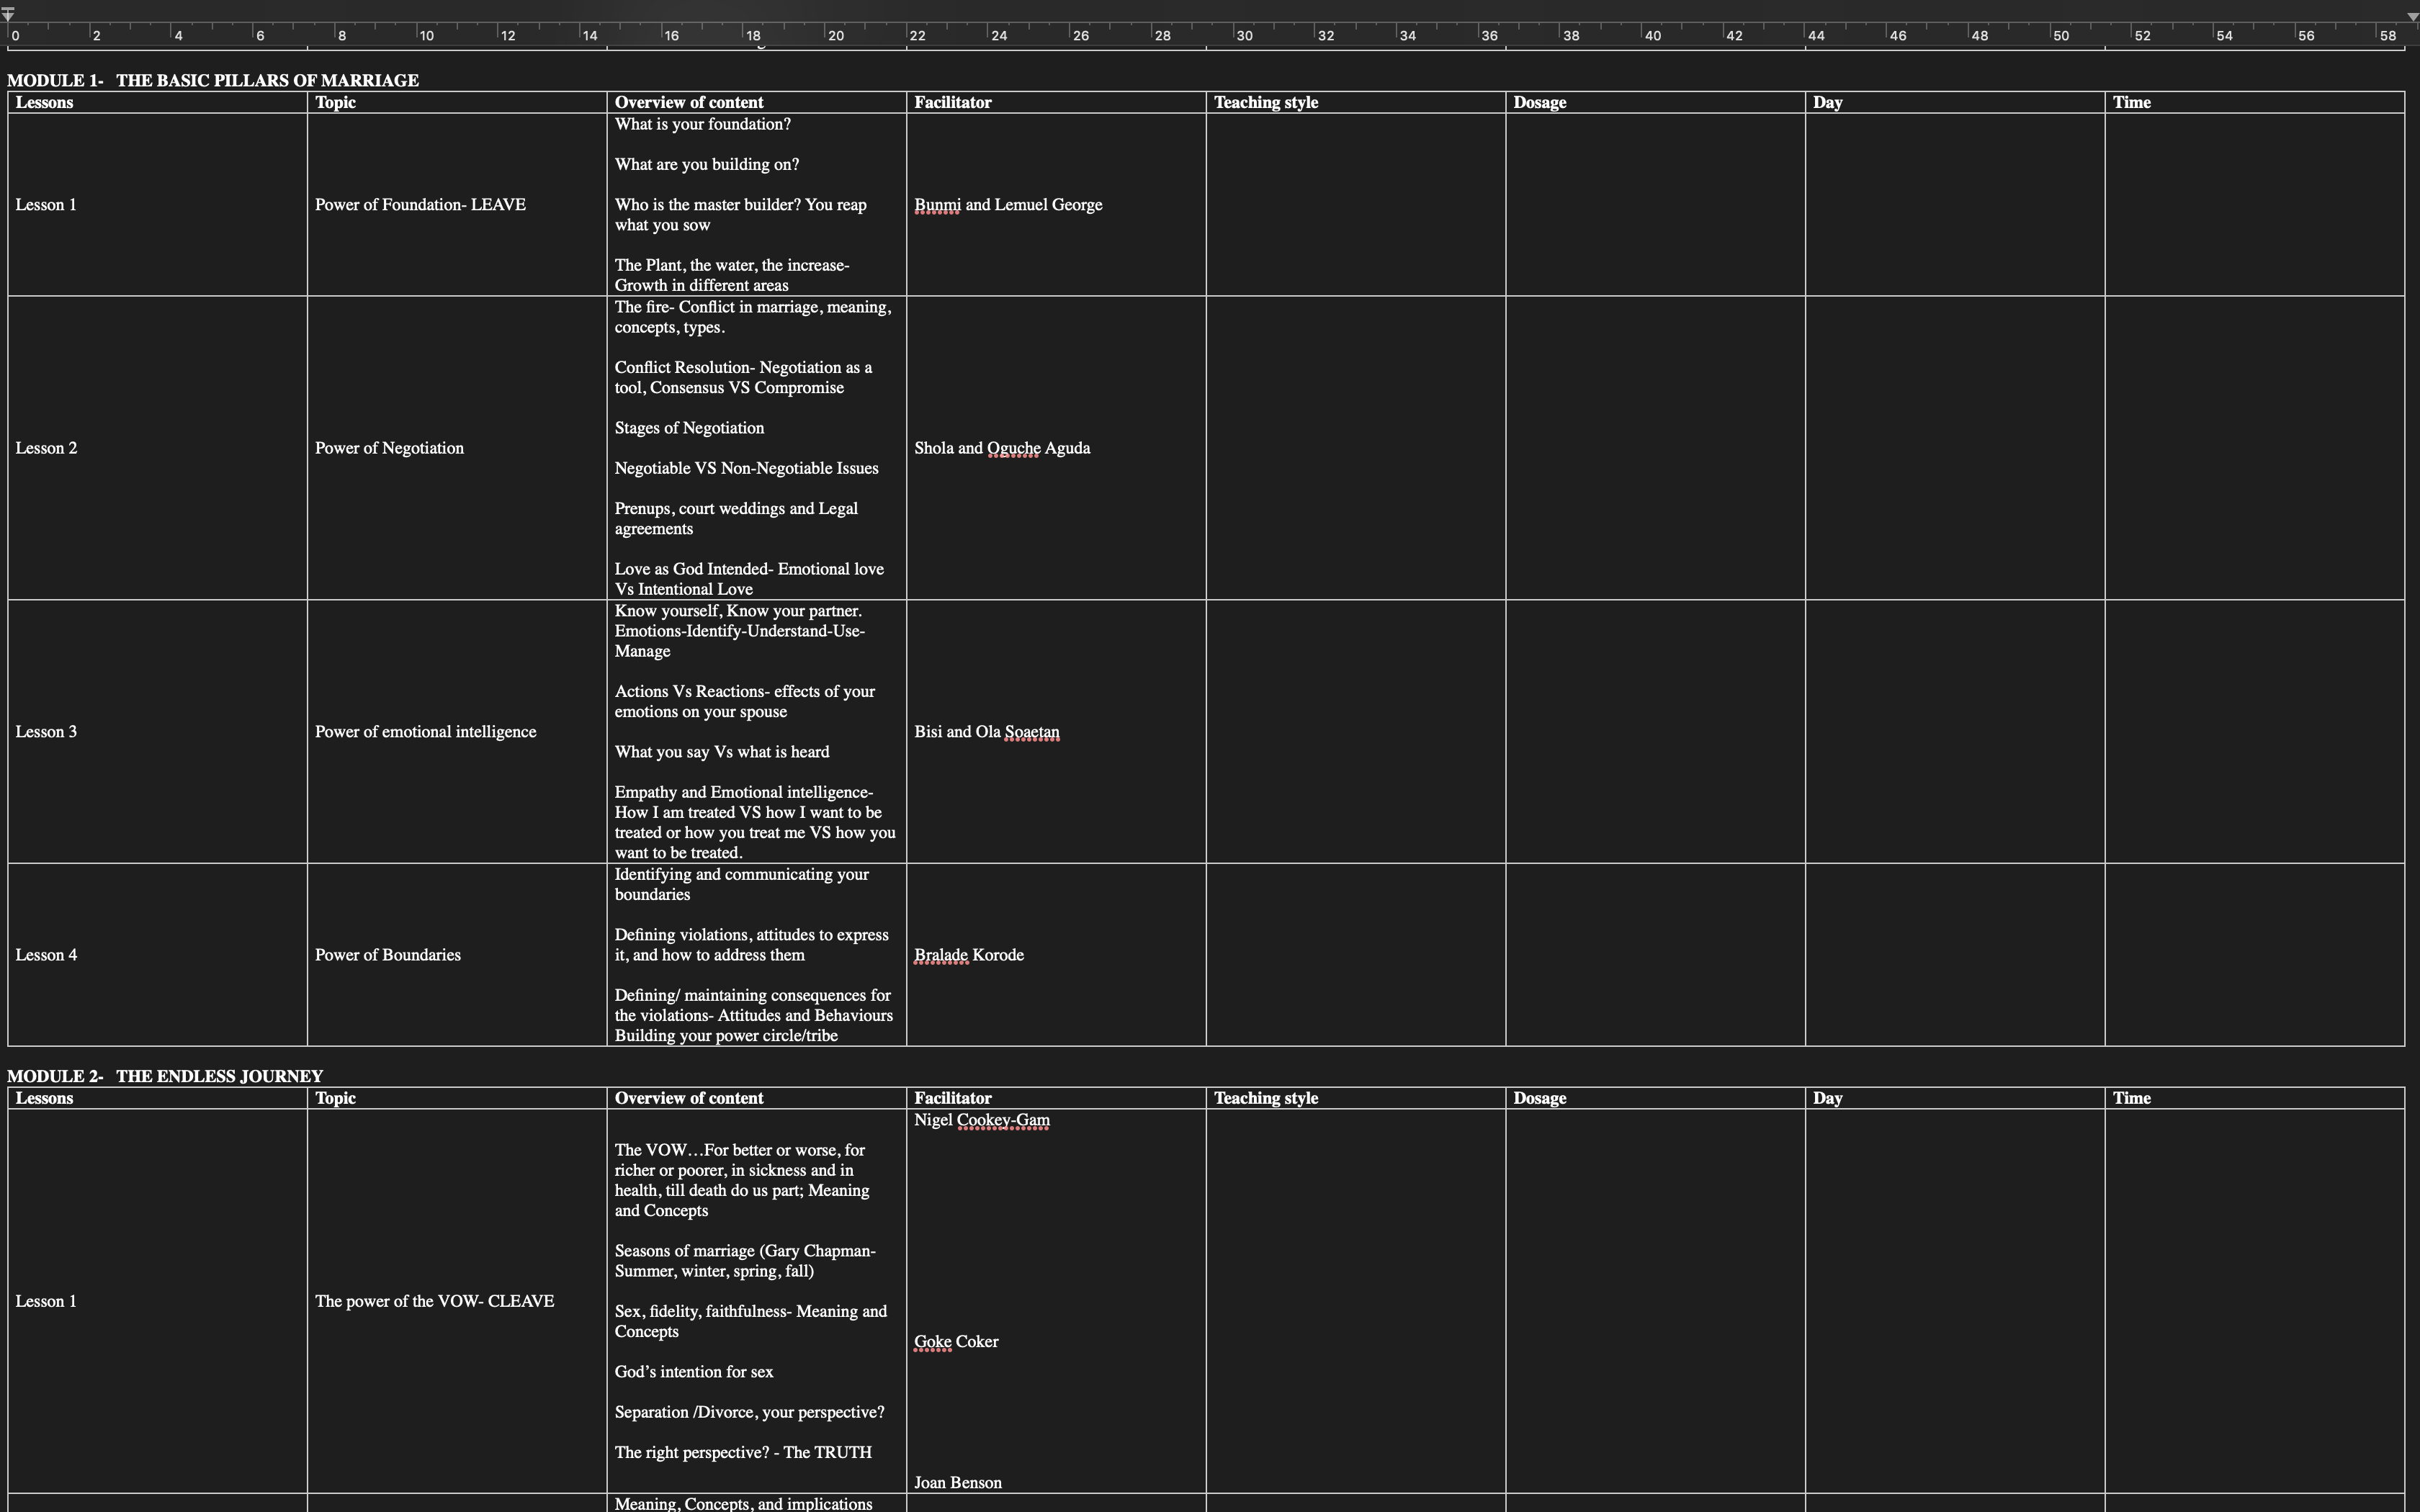 0 2 4 6 8 10 12 14 16 18 20 22 24 26 28 30 32 34 36 38 40 42 44 46 48 50 52 54 56 58
MODULE 1- THE BASIC PILLARS OF MARRIAGE
Lessons Topic Overview of content Facilitator Teaching style Dosage Day Time
What is your foundation?
What are you building on?
Lesson 1 Power of Foundation- LEAVE Who is the master builder? You reap Bunmi and Lemuel George
what you sow
The Plant, the water, the increase-
Growth in different areas
The fire- Conflict in marriage, meaning,
concepts, types.
Conflict Resolution- Negotiation as a
tool, Consensus VS Compromise
Stages of Negotiation
Lesson 2 Power of Negotiation Shola and Oguche Aguda
Negotiable VS Non-Negotiable Issues
Prenups, court weddings and Legal
agreements
Love as God Intended- Emotional love
Vs Intentional Love
Know yourself, Know your partner.
Emotions-Identify-Understand-Use-
Manage
Actions Vs Reactions- effects of your
emotions on your spouse
Lesson 3 Power of emotional intelligence Bisi and Ola Soaetan
What you say Vs what is heard
Empathy and Emotional intelligence-
How I am treated VS how I want to be
treated or how you treat me VS how you
want to be treated.
Identifying and communicating your
boundaries
Defining violations, attitudes to express
Lesson 4 Power of Boundaries it, and how to address them Bralade Korode
Defining/ maintaining consequences for
the violations- Attitudes and Behaviours
Building your power circle/tribe
MODULE 2- THE ENDLESS JOURNEY
Lessons Topic Overview of content Facilitator Teaching style Dosage Day Time
Nigel Cookey-Gam
The VOW…For better or worse, for
richer or poorer, in sickness and in
health, till death do us part; Meaning
and Concepts
Seasons of marriage (Gary Chapman-
Summer, winter, spring, fall)
Lesson 1 The power of the VOW- CLEAVE
Sex, fidelity, faithfulness- Meaning and
Concepts
Goke Coker
God’s intention for sex
Separation /Divorce, your perspective?
The right perspective? - The TRUTH
Joan Benson
Meaning, Concepts, and implications